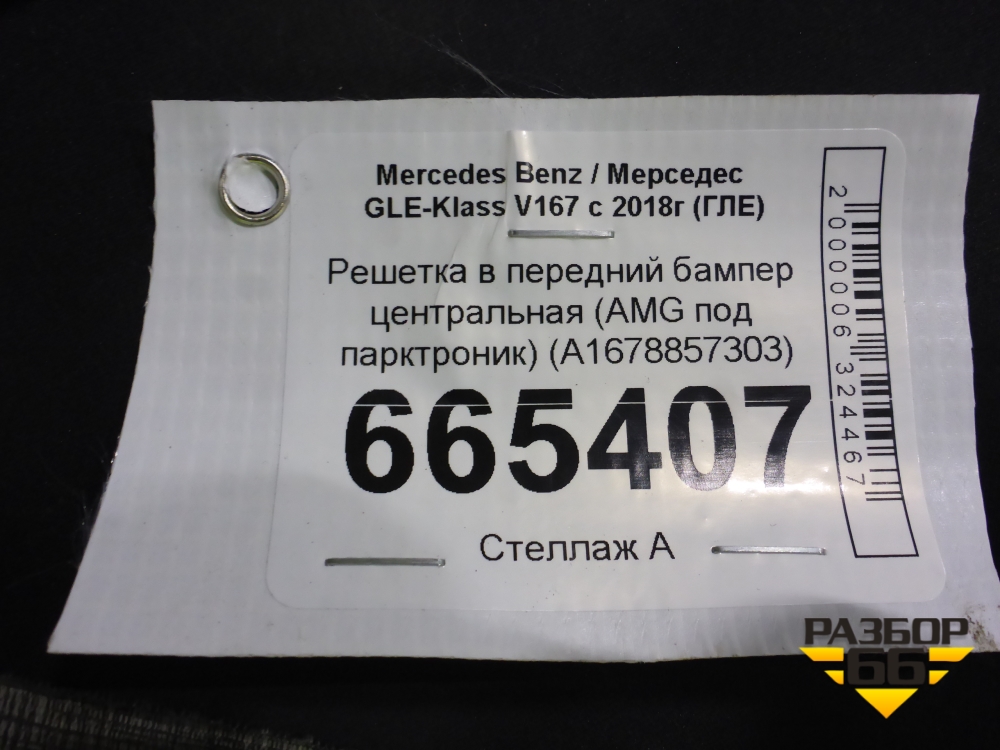 Mercedes Benz / Мерседес
GLE-Klass V167 с 2018г (ГЛЕ)
Решетка в передний бампер
центральная (AMG под
парктроник) (A1678857303)
665407
Стеллаж А
2000006324467
РАЗБОР
66